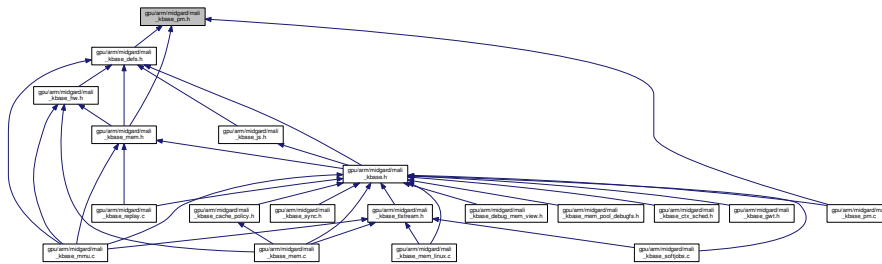 gpu/arm/midgard/mali
_kbase_pm.h
gpu/arm/midgard/mali
_kbase_defs.h
gpu/arm/midgard/mali
_kbase_hw.h
gpu/arm/midgard/mali
_kbase_mem.h
gpu/arm/midgard/mali
_kbase_js.h
gpu/arm/midgard/mali
_kbase.h
gpu/arm/midgard/mali
_kbase_replay.c
gpu/arm/midgard/mali
_kbase_cache_policy.h
gpu/arm/midgard/mali
_kbase_sync.h
gpu/arm/midgard/mali
_kbase_tlstream.h
gpu/arm/midgard/mali
_kbase_debug_mem_view.h
gpu/arm/midgard/mali
_kbase_mem_pool_debugfs.h
gpu/arm/midgard/mali
_kbase_ctx_sched.h
gpu/arm/midgard/mali
_kbase_gwt.h
gpu/arm/midgard/mali
_kbase_pm.c
gpu/arm/midgard/mali
_kbase_mmu.c
gpu/arm/midgard/mali
_kbase_mem.c
gpu/arm/midgard/mali
_kbase_mem_linux.c
gpu/arm/midgard/mali
_kbase_softjobs.c